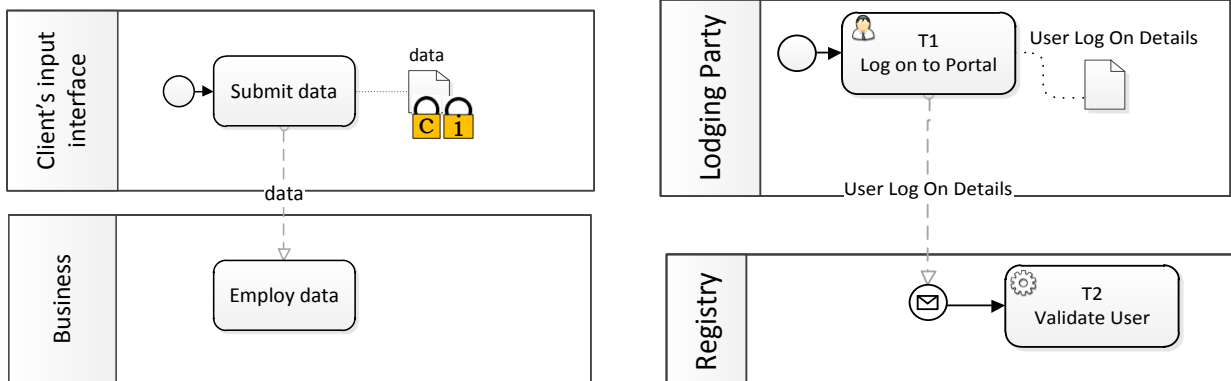 Client's input
interface
Submit data
data
c i
data
Business
Employ data
Lodging Party
T1
Log on to Portal
User Log On Details
User Log On Details
Registry
T2
Validate User